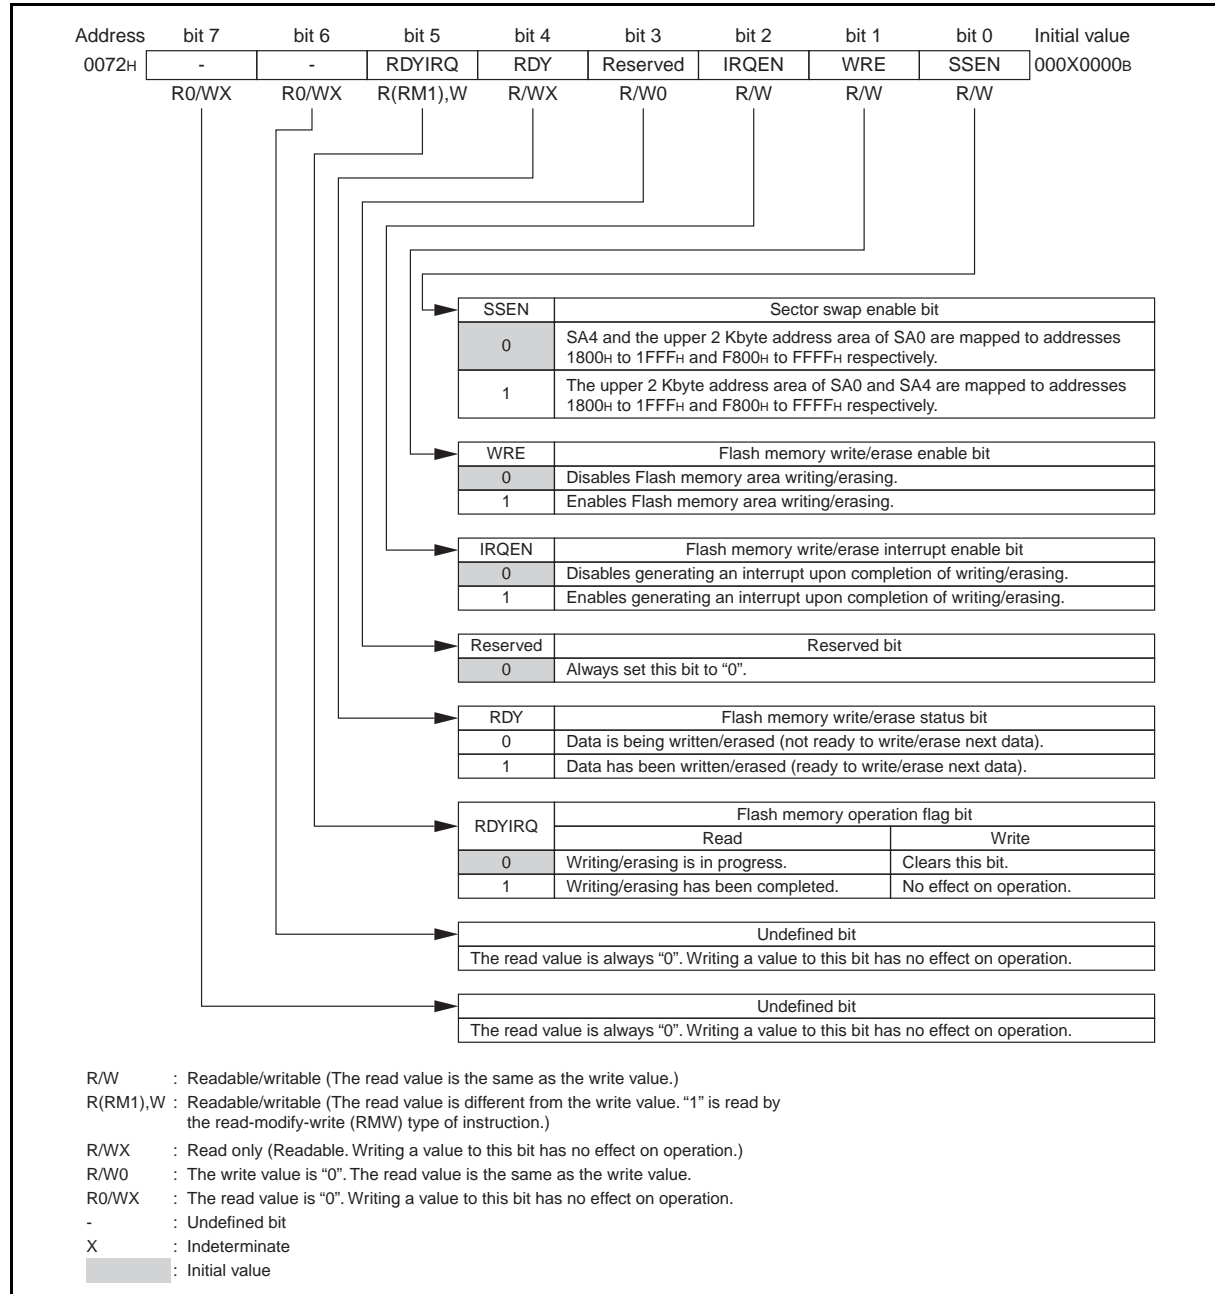 Address bit 7 bit 6 bit 5 bit 4 bit 3 bit 2 bit 1 bit 0 Initial value
0072H - - RDYIRQ RDY Reserved IRQEN WRE SSEN 000X0000B
R0/WX R0/WX R(RM1),W R/WX R/W0 R/W R/W R/W
SSEN Sector swap enable bit
0 SA4 and the upper 2 Kbyte address area of SA0 are mapped to addresses
1800H to 1FFFH and F800H to FFFFH respectively.
1 The upper 2 Kbyte address area of SA0 and SA4 are mapped to addresses
1800H to 1FFFH and F800H to FFFFH respectively.
WRE Flash memory write/erase enable bit
0 Disables Flash memory area writing/erasing.
1 Enables Flash memory area writing/erasing.
IRQEN Flash memory write/erase interrupt enable bit
0 Disables generating an interrupt upon completion of writing/erasing.
1 Enables generating an interrupt upon completion of writing/erasing.
Reserved Reserved bit
0 Always set this bit to “0”.
RDY Flash memory write/erase status bit
0 Data is being written/erased (not ready to write/erase next data).
1 Data has been written/erased (ready to write/erase next data).
RDYIRQ Flash memory operation flag bit
Read Write
0 Writing/erasing is in progress. Clears this bit.
1 Writing/erasing has been completed. No effect on operation.
Undefined bit
The read value is always “0”. Writing a value to this bit has no effect on operation.
Undefined bit
The read value is always “0”. Writing a value to this bit has no effect on operation.
R/W : Readable/writable (The read value is the same as the write value.)
R(RM1),W : Readable/writable (The read value is different from the write value. “1” is read by
the read-modify-write (RMW) type of instruction.)
R/WX : Read only (Readable. Writing a value to this bit has no effect on operation.)
R/W0 : The write value is “0”. The read value is the same as the write value.
R0/WX : The read value is “0”. Writing a value to this bit has no effect on operation.
- : Undefined bit
X : Indeterminate
: Initial value